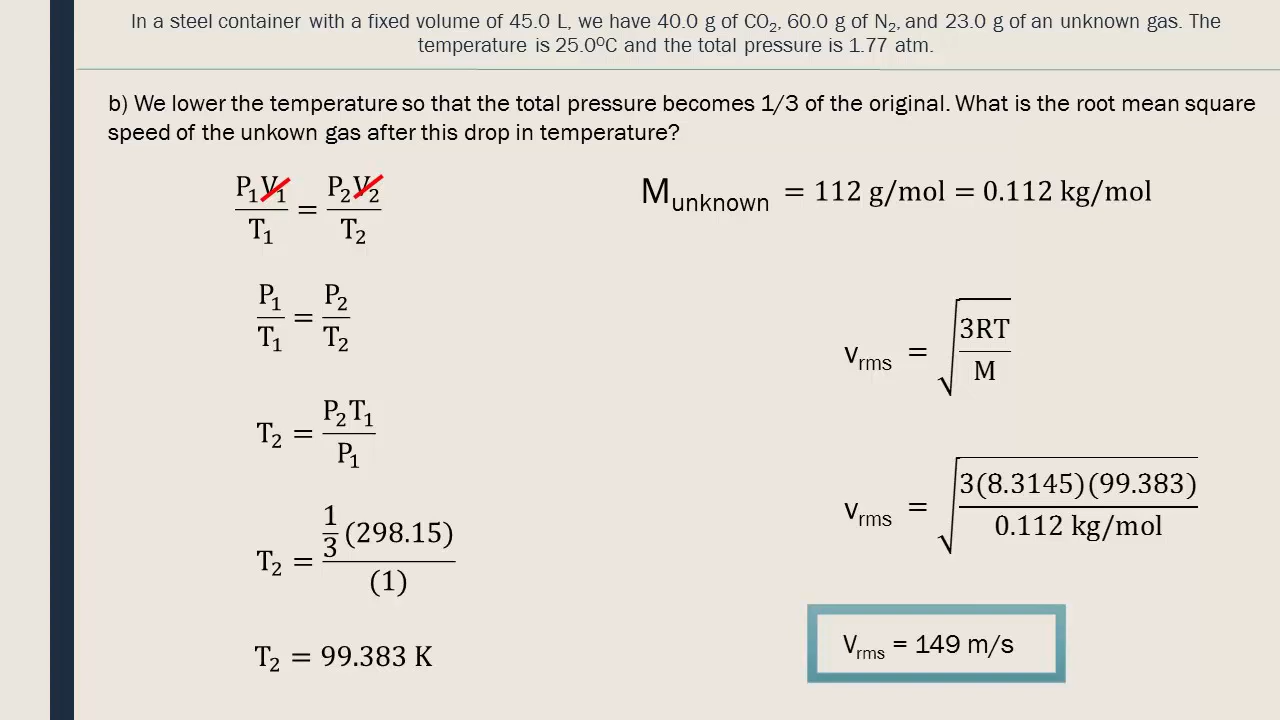 In a steel container with a fixed volume of 45.0 L, we have 40.0 g of CO₂, 60.0 g of N₂, and 23.0 g of an unknown gas. The
temperature is 25.0⁰C and the total pressure is 1.77 atm.
b) We lower the temperature so that the total pressure becomes 1/3 of the original. What is the root mean square
speed of the unkown gas after this drop in temperature?
P₁V₁/T₁ = P₂V₂/T₂
P₁/T₁ = P₂/T₂
T₂ = P₂T₁/P₁
T₂ = 1/3 (298.15)/(1)
T₂ = 99.383 K
M unknown = 112 g/mol = 0.112 kg/mol
vrms = √(3RT/M)
vrms = √(3(8.3145)(99.383)/0.112 kg/mol)
Vrms = 149 m/s